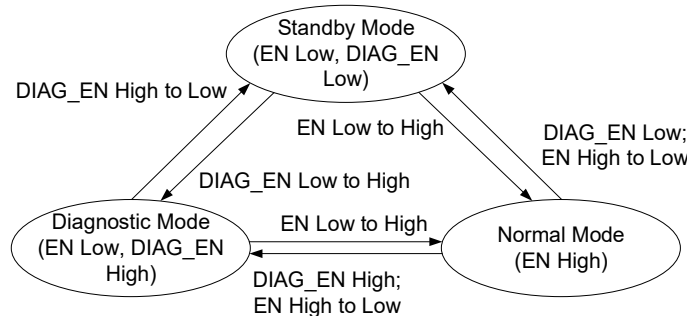 Standby Mode
(EN Low, DIAG_EN
Low)
DIAG_EN High to Low
EN Low to High
DIAG_EN Low;
EN High to Low
DIAG_EN Low to High
Diagnostic Mode
(EN Low, DIAG_EN
High)
EN Low to High
Normal Mode
(EN High)
DIAG_EN High;
EN High to Low